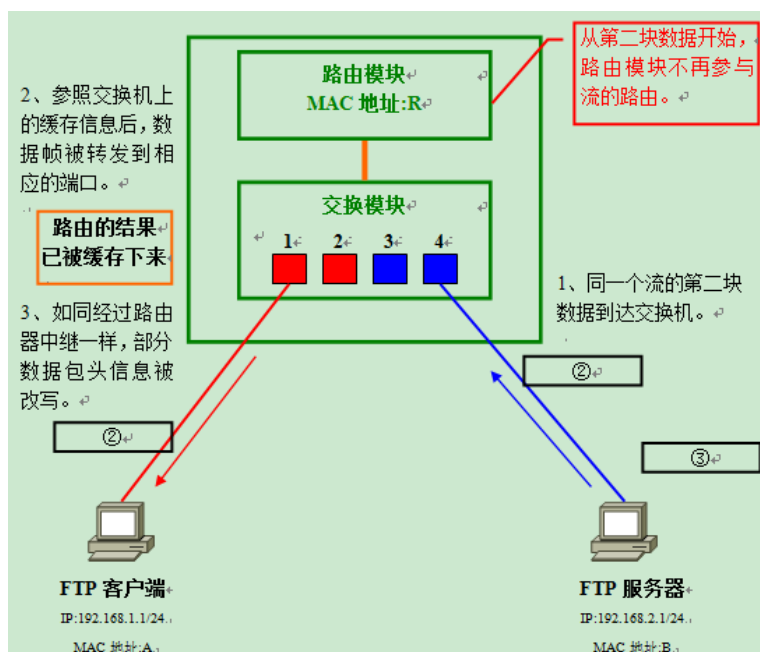 路由模块
MAC 地址:R
从第二块数据开始,
路由模块不再参与
流的路由。
2、参照交换机上
的缓存信息后,数
据帧被转发到相
应的端口。
路由的结果
已被缓存下来
交换模块
1 2 3 4
1、同一个流的第二块
数据到达交换机。
3、如同经过路由
器中继一样,部分
数据包头信息被
改写。
②
②
③
FTP 客户端
IP:192.168.1.1/24
MAC 地址:A
FTP 服务器
IP:192.168.2.1/24
MAC 地址:B